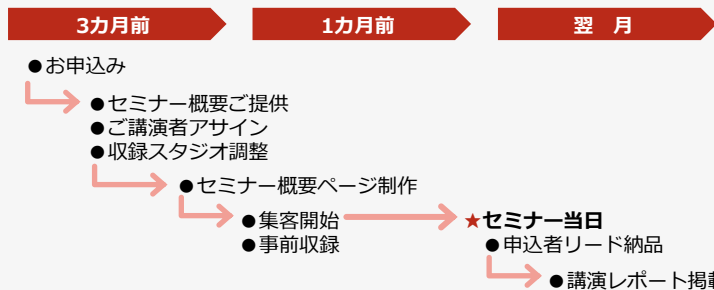 3カ月前
1カ月前
翌　月
●お申込み
●セミナー概要ご提供
●ご講演者アサイン
●収録スタジオ調整
●セミナー概要ページ制作
●集客開始
★セミナー当日
●事前収録
●申込者リード納品
●講演レポート掲載